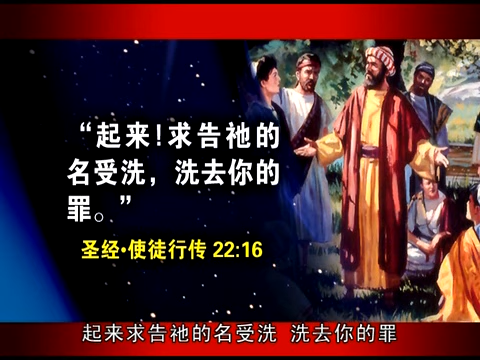 “起来!求告祂的
名受洗，洗去你的
罪。”
圣经•使徒行传 22:16
起来求告祂的名受洗 洗去你的罪